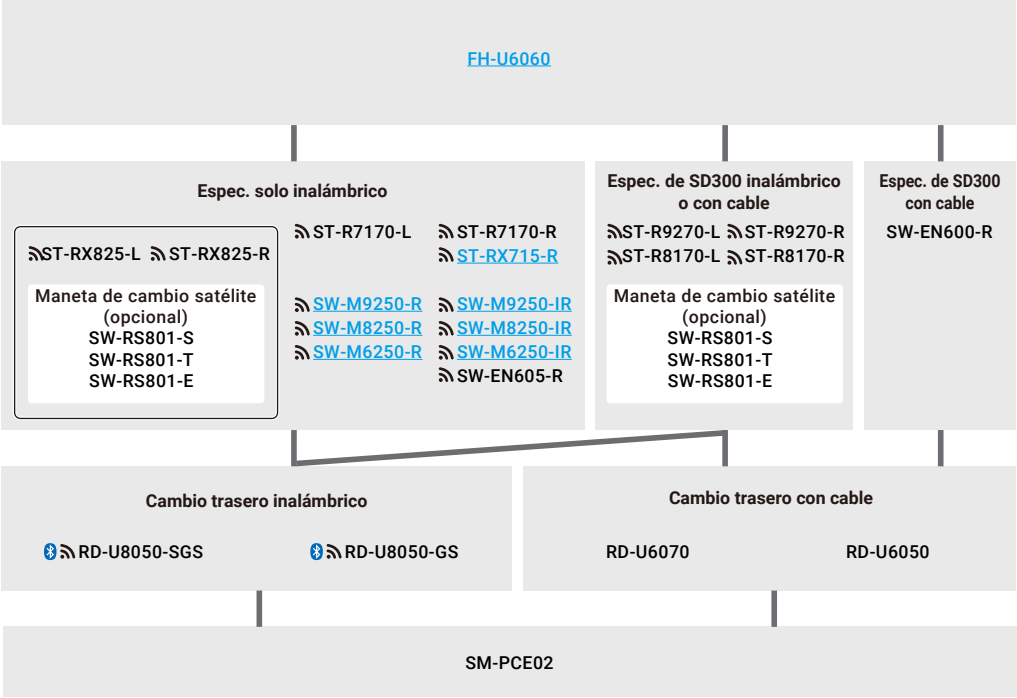 FH-U6060
Espec. solo inalámbrico
ST-RX825-L ST-RX825-R
Maneta de cambio satélite
(opcional)
SW-RS801-S
SW-RS801-T
SW-RS801-E
ST-R7170-L ST-R7170-R
ST-RX715-R
SW-M9250-R SW-M9250-IR
SW-M8250-R SW-M8250-IR
SW-M6250-R SW-M6250-IR
SW-EN605-R
Espec. de SD300 inalámbrico
o con cable
ST-R9270-L ST-R9270-R
ST-R8170-L ST-R8170-R
Maneta de cambio satélite
(opcional)
SW-RS801-S
SW-RS801-T
SW-RS801-E
Espec. de SD300
con cable
SW-EN600-R
Cambio trasero inalámbrico
RD-U8050-SGS RD-U8050-GS
Cambio trasero con cable
RD-U6070 RD-U6050
SM-PCE02